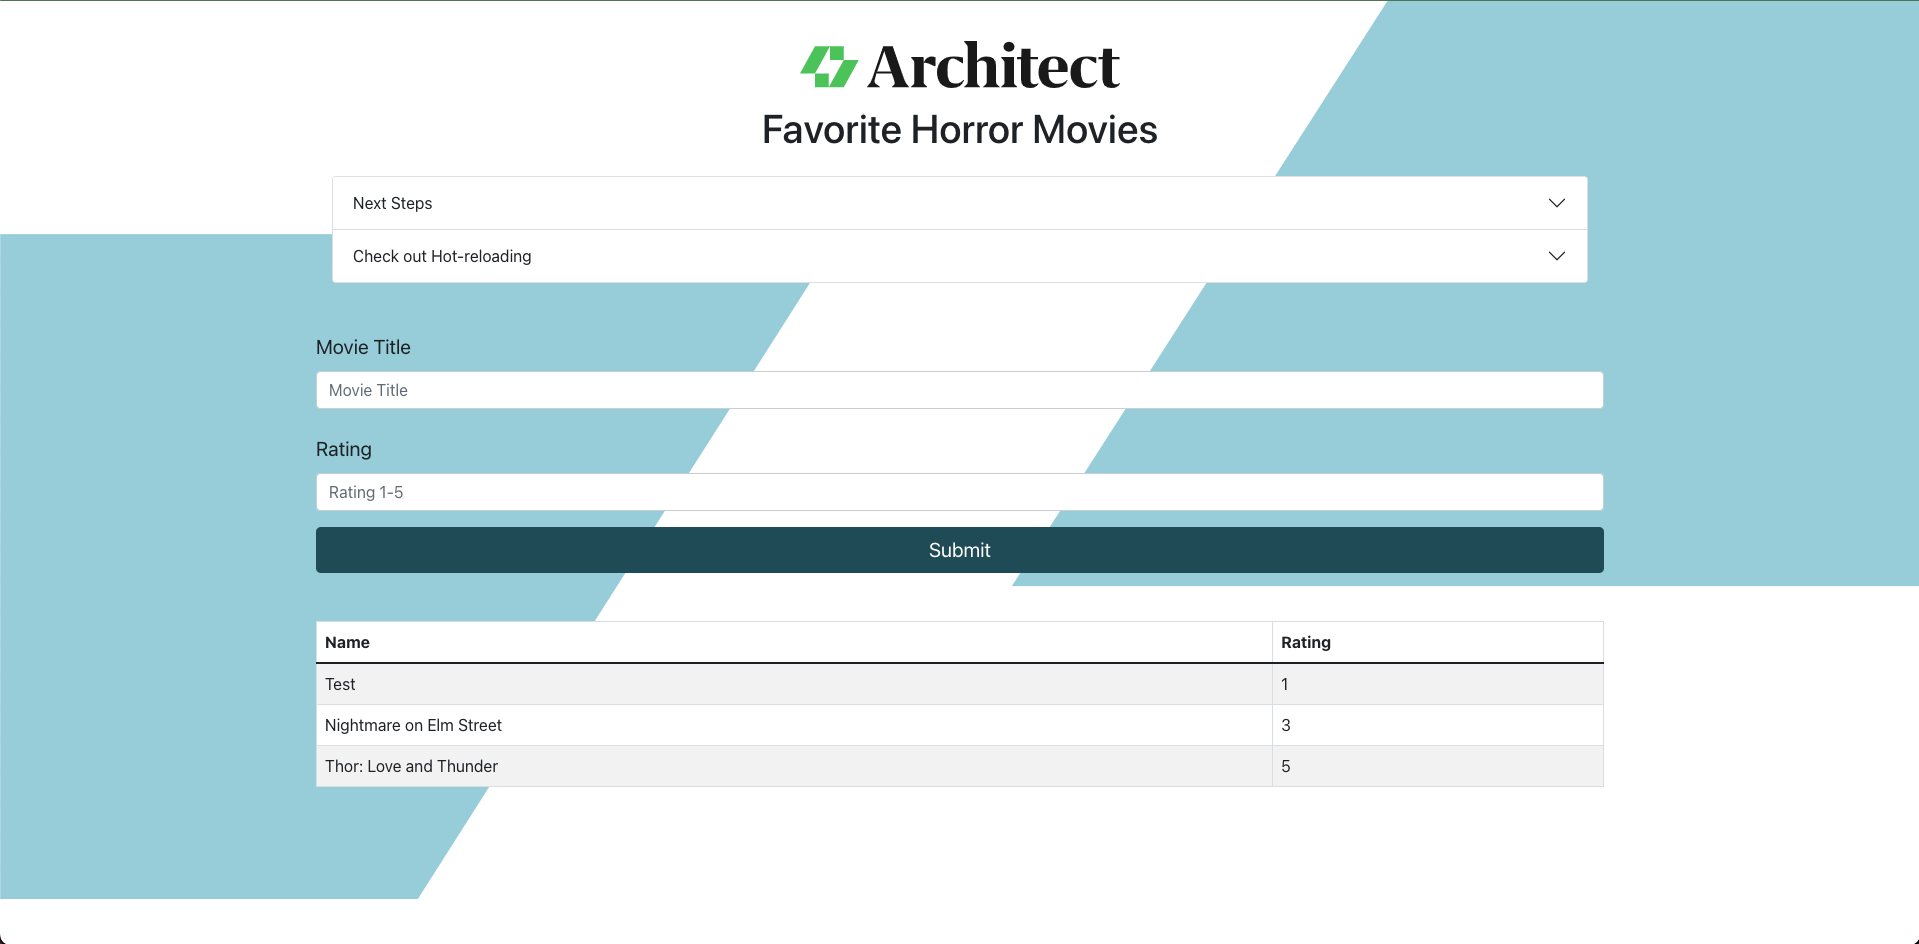 Architect
Favorite Horror Movies
Next Steps
Check out Hot-reloading
Movie Title
Movie Title
Rating
Rating 1-5
Submit
Name Rating
Test 1
Nightmare on Elm Street 3
Thor: Love and Thunder 5